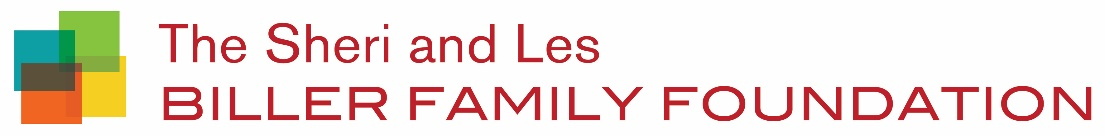 The Sheri and Les
BILLER FAMILY FOUNDATION